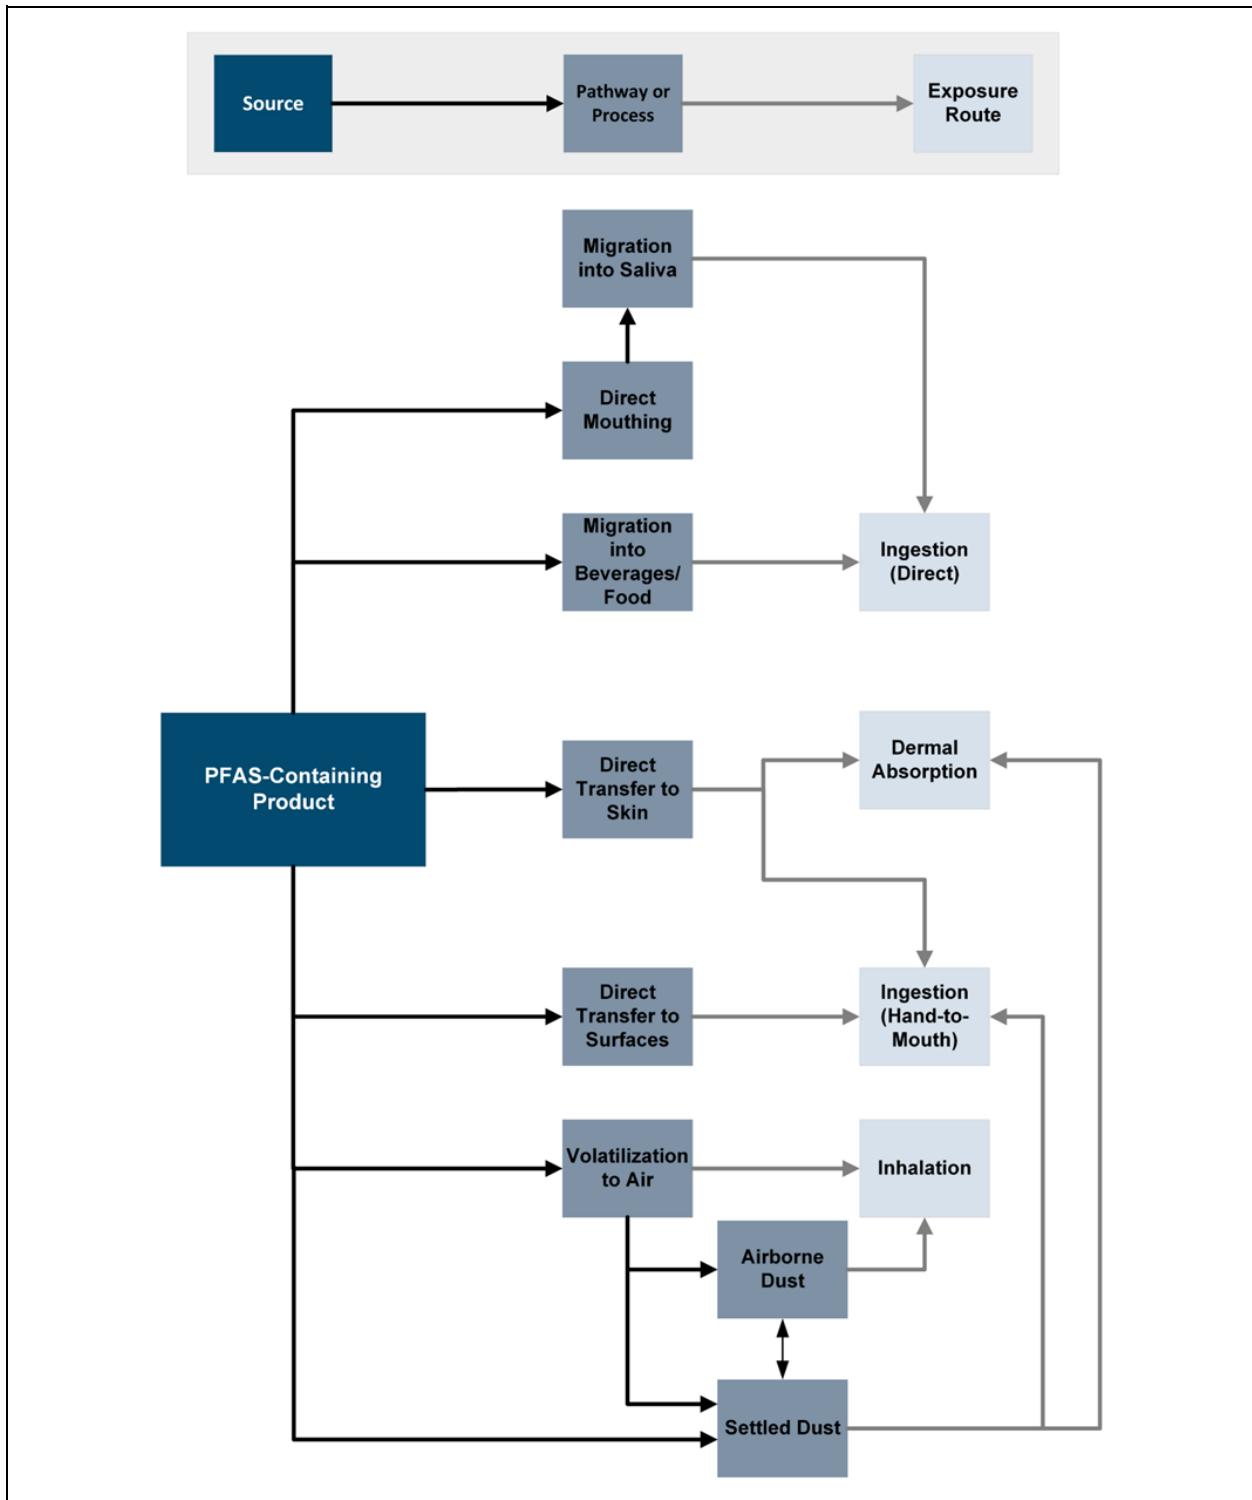 Source
Pathway or
Process
Exposure
Route
Migration
into Saliva
Direct
Mouthing
Migration
into
Beverages/
Food
Ingestion
(Direct)
PFAS-Containing
Product
Direct
Transfer to
Skin
Dermal
Absorption
Direct
Transfer to
Surfaces
Ingestion
(Hand-to-
Mouth)
Volatilization
to Air
Inhalation
Airborne
Dust
Settled Dust